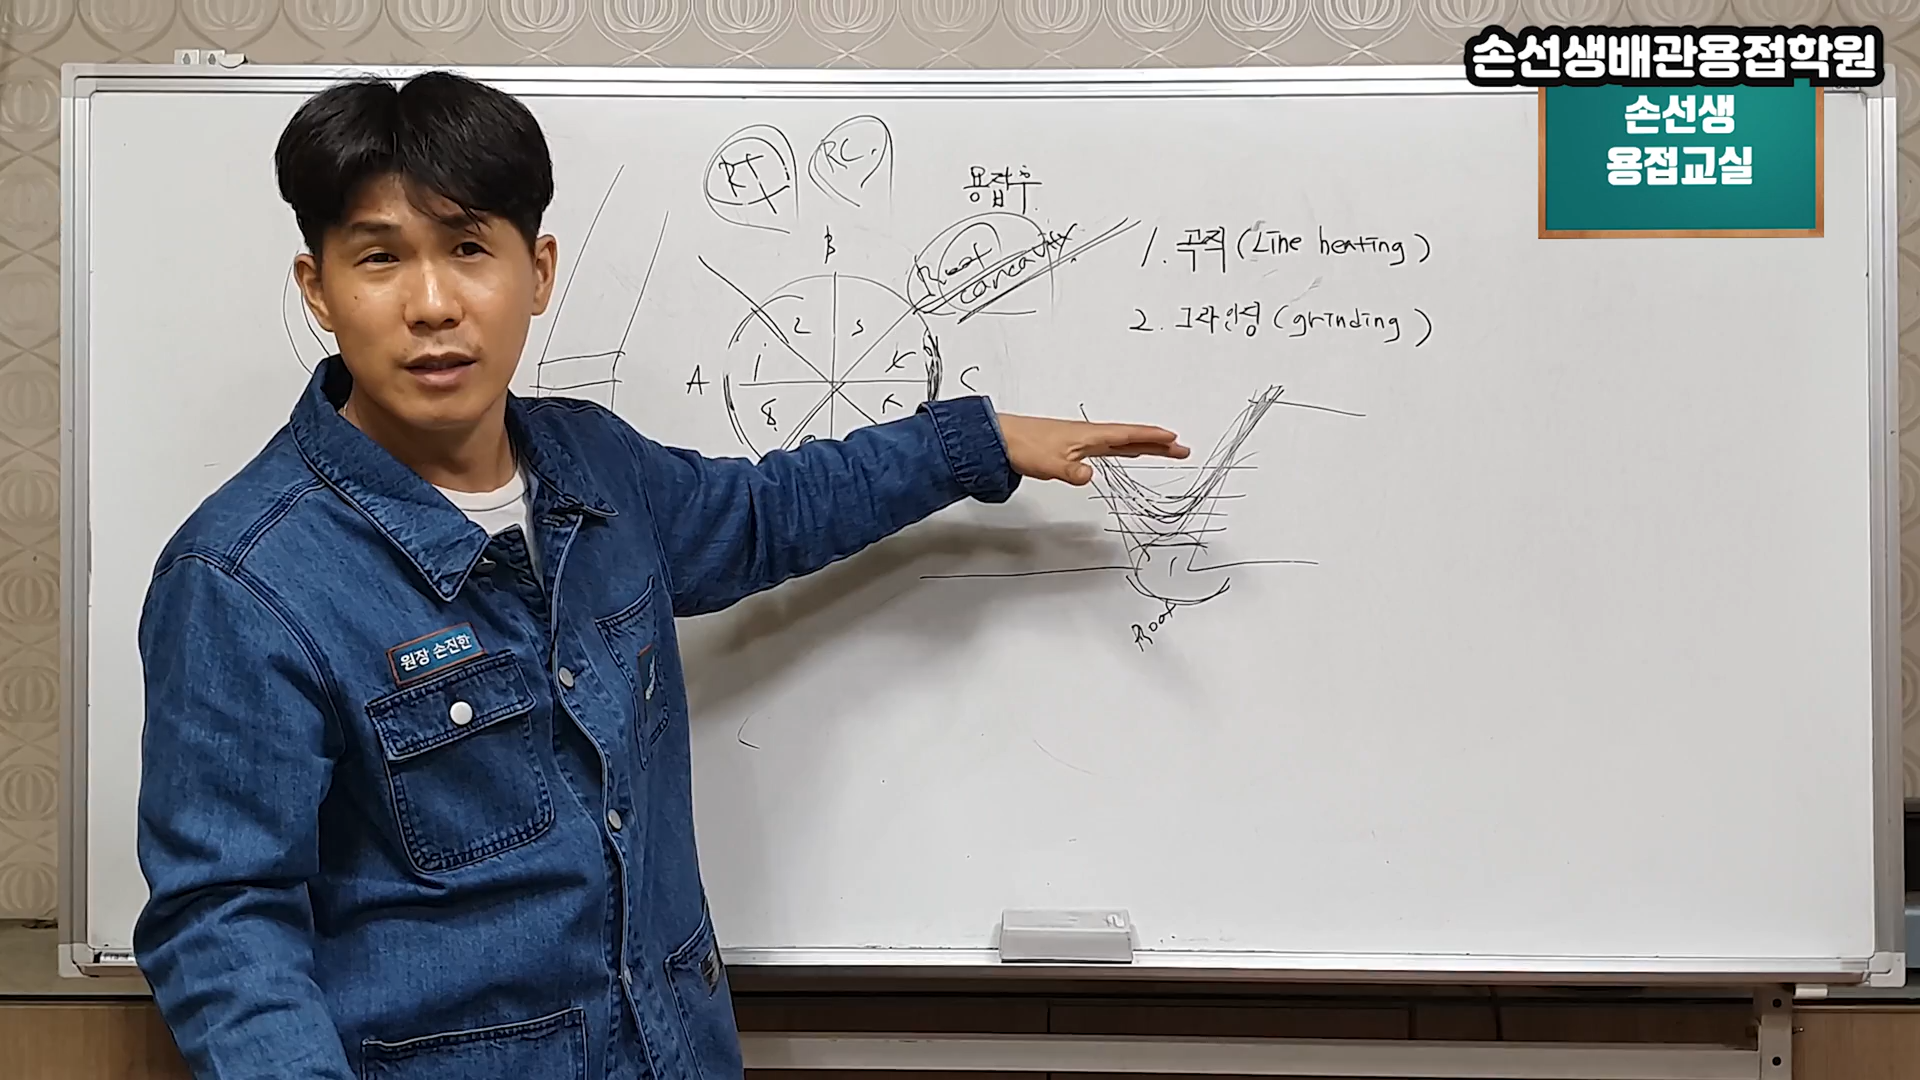 손선생배관용접학원
손선생
용접교실
RT
RC.
용접후
B
Root
concavity.
1. 곡직 (Line heating)
2. 그라인딩 (grinding)
2
3
1
A
C
8
1
Root
원장 손진한